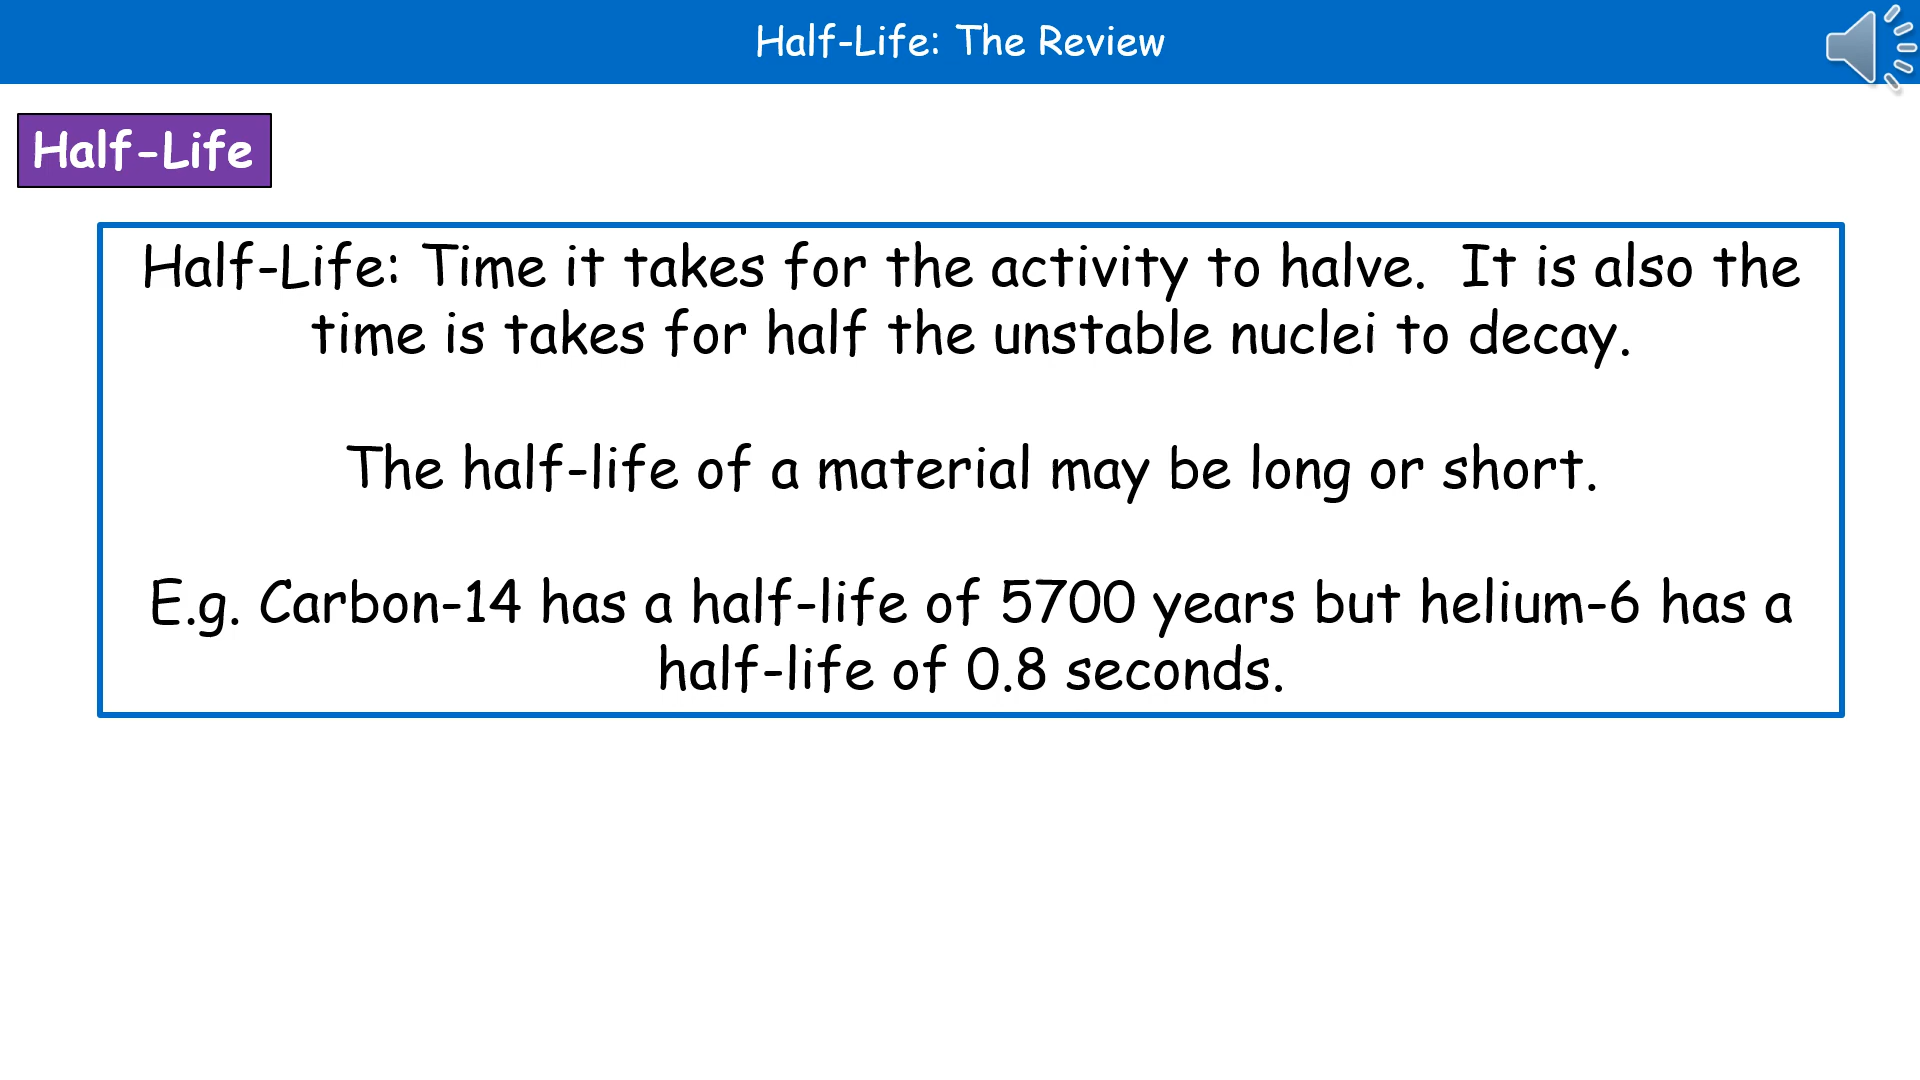 Half-Life: The Review
Half-Life
Half-Life: Time it takes for the activity to halve.  It is also the
time is takes for half the unstable nuclei to decay.
The half-life of a material may be long or short.
E.g. Carbon-14 has a half-life of 5700 years but helium-6 has a
half-life of 0.8 seconds.